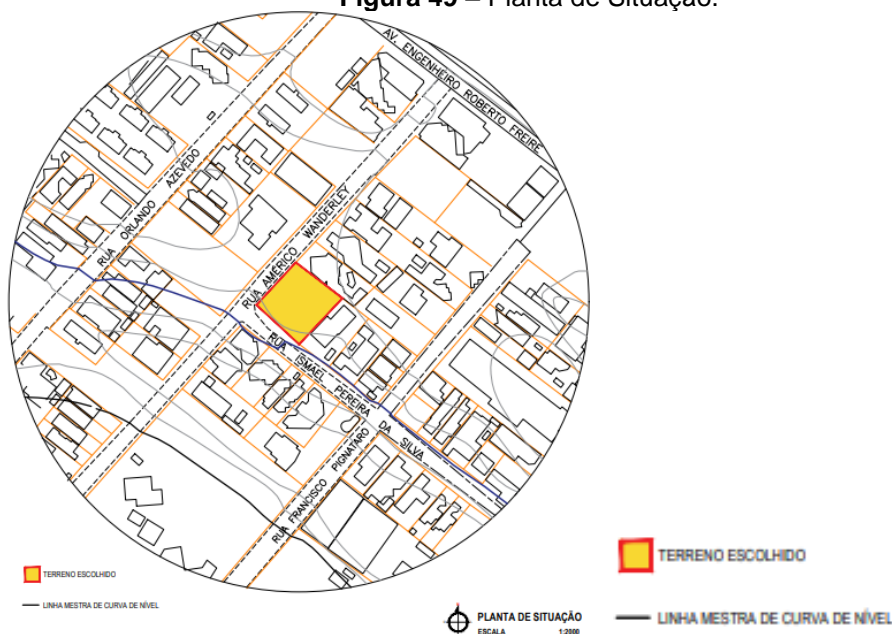 Figura 49 – Planta de Situação.
AV. ENGENHEIRO ROBERTO FREIRE
RUA ORLANDO AZEVEDO
RUA AMÉRICO WANDERLEY
RUA ISMAEL PEREIRA DA SILVA
RUA FRANCISCO PIGNATARO
TERRENO ESCOLHIDO
LINHA MESTRA DE CURVA DE NÍVEL
PLANTA DE SITUAÇÃO
ESCALA 1:2000
TERRENO ESCOLHIDO
LINHA MESTRA DE CURVA DE NÍVEL